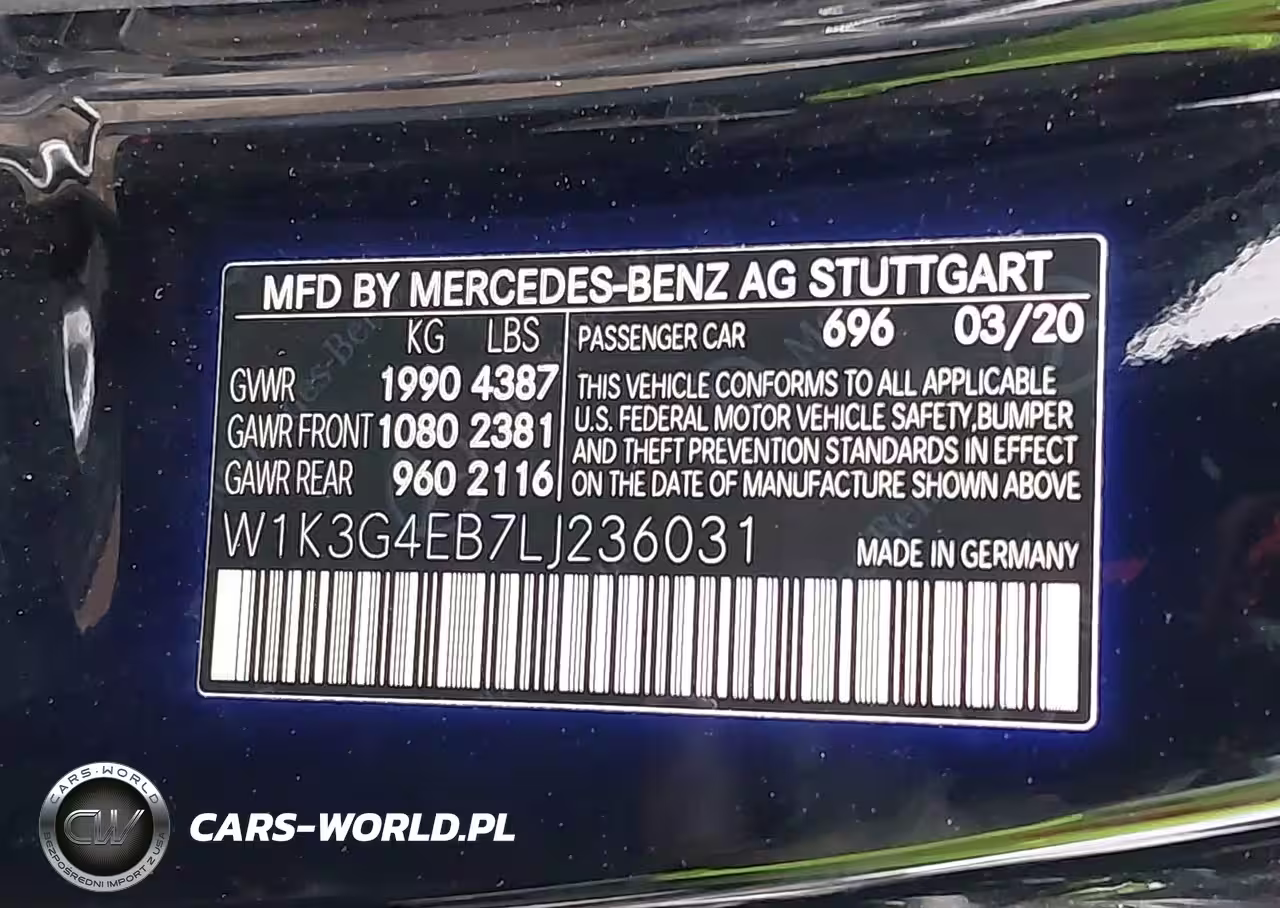 MFD BY MERCEDES-BENZ AG STUTTGART
KG LBS
GVWR 1990 4387
GAWR FRONT 1080 2381
GAWR REAR 960 2116
PASSENGER CAR 696 03/20
THIS VEHICLE CONFORMS TO ALL APPLICABLE
U.S. FEDERAL MOTOR VEHICLE SAFETY,BUMPER
AND THEFT PREVENTION STANDARDS IN EFFECT
ON THE DATE OF MANUFACTURE SHOWN ABOVE
W1K3G4EB7LJ236031
MADE IN GERMANY
CARS-WORLD
CW
BEZPOŚREDNI IMPORT Z USA
CARS-WORLD.PL